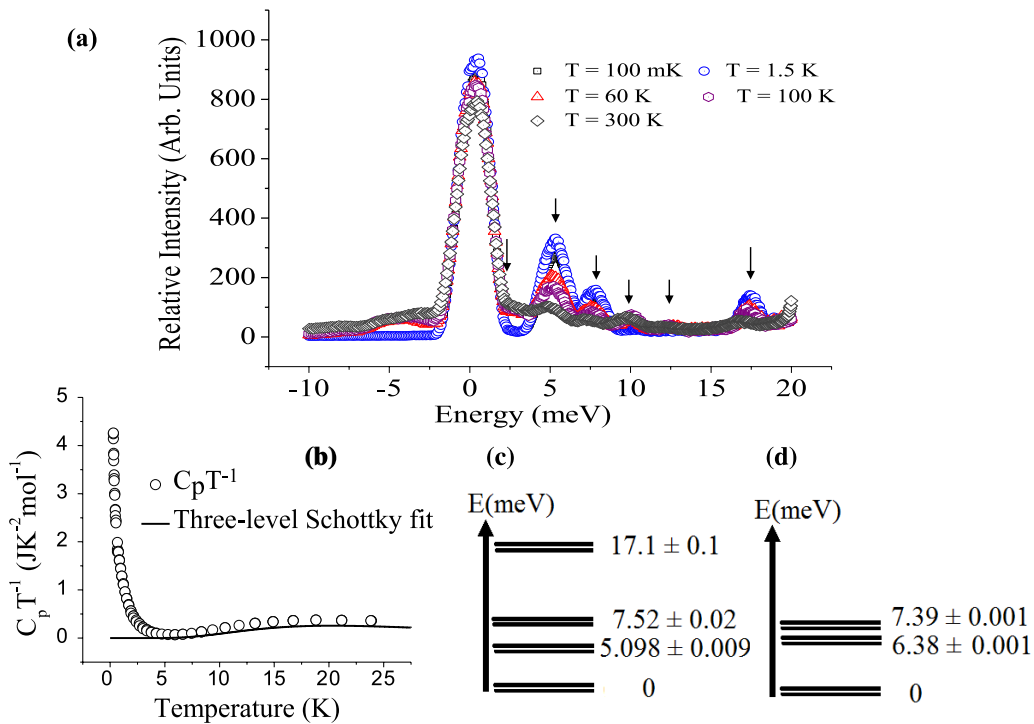 (a)
Relative Intensity (Arb. Units)
1000
800
600
400
200
0
T = 100 mK
T = 1.5 K
T = 60 K
T = 100 K
T = 300 K
-10
-5
0
5
10
15
20
Energy (meV)
(b)
CpT⁻¹ (JK⁻²mol⁻¹)
5
4
3
2
1
0
CpT⁻¹
Three-level Schottky fit
0
5
10
15
20
25
Temperature (K)
(c)
E(meV)
17.1 ± 0.1
7.52 ± 0.02
5.098 ± 0.009
0
(d)
E(meV)
7.39 ± 0.001
6.38 ± 0.001
0